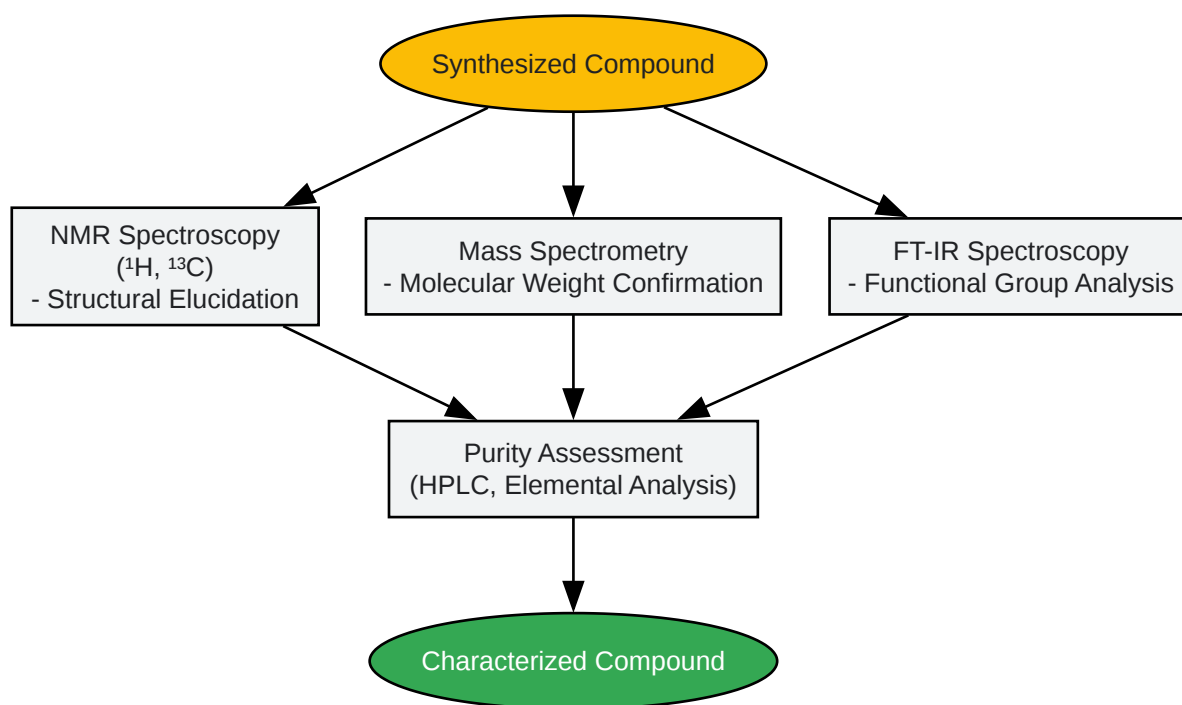 Synthesized Compound
NMR Spectroscopy
(¹H, ¹³C)
- Structural Elucidation
Mass Spectrometry
- Molecular Weight Confirmation
FT-IR Spectroscopy
- Functional Group Analysis
Purity Assessment
(HPLC, Elemental Analysis)
Characterized Compound